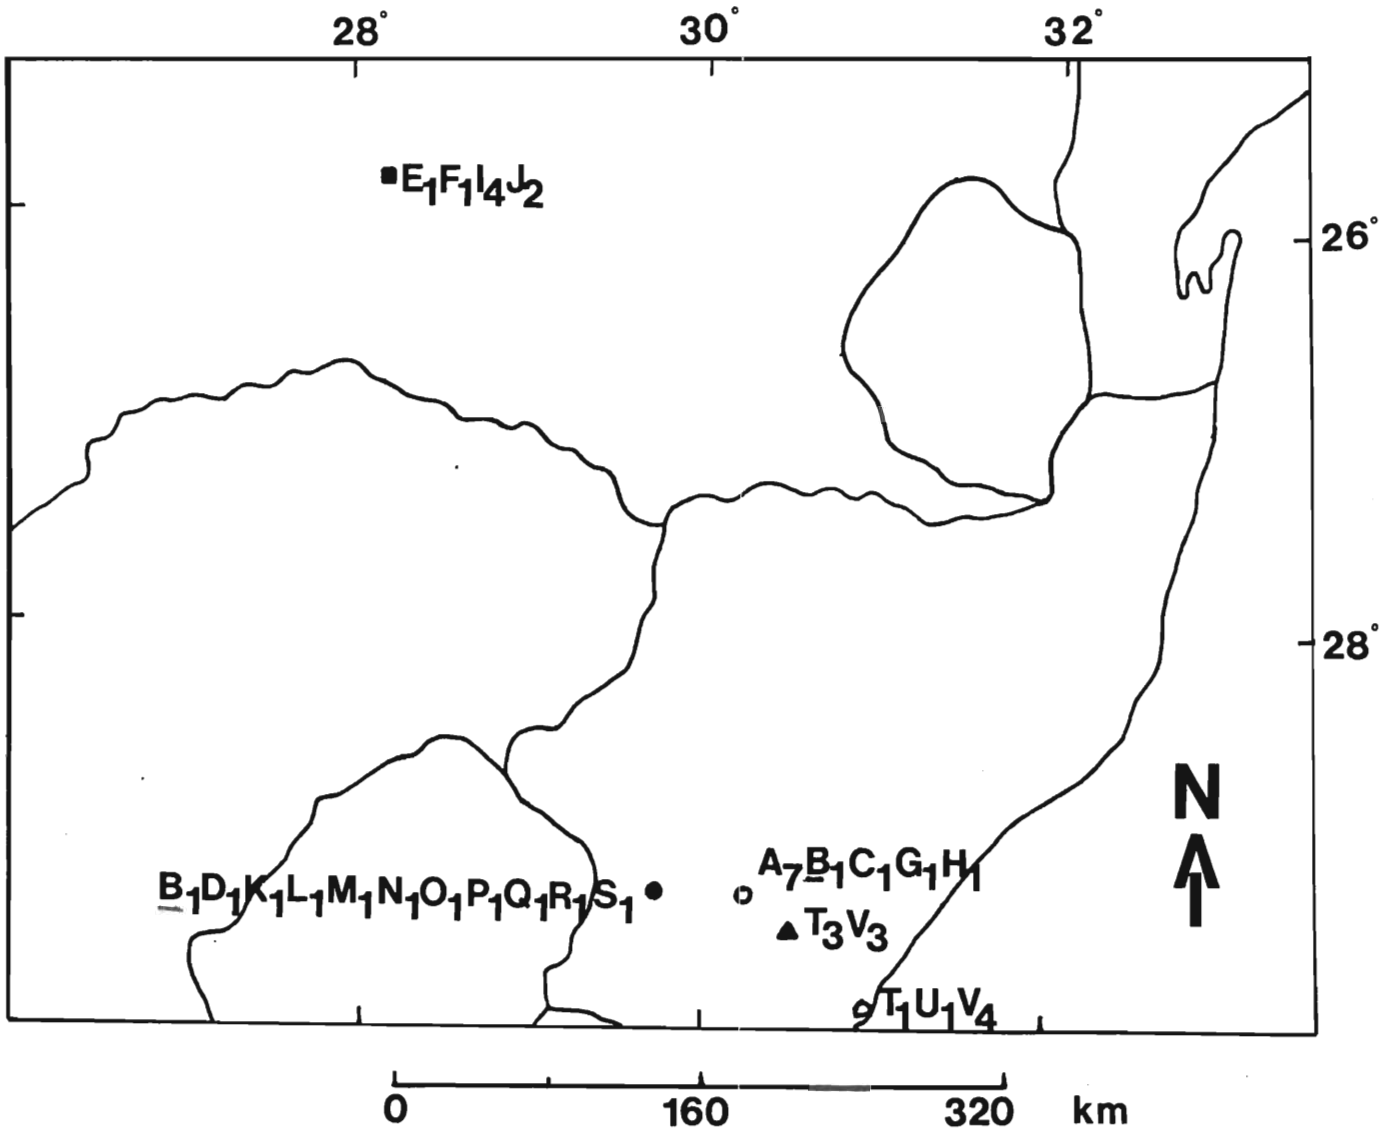 28° 30° 32°
E₁F₁I₄J₂
26°
28°
N
A₇B₁C₁G₁H₁
B₁D₁K₁L₁M₁N₁O₁P₁Q₁R₁S₁
T₃V₃
T₁U₁V₄
0 160 320 km